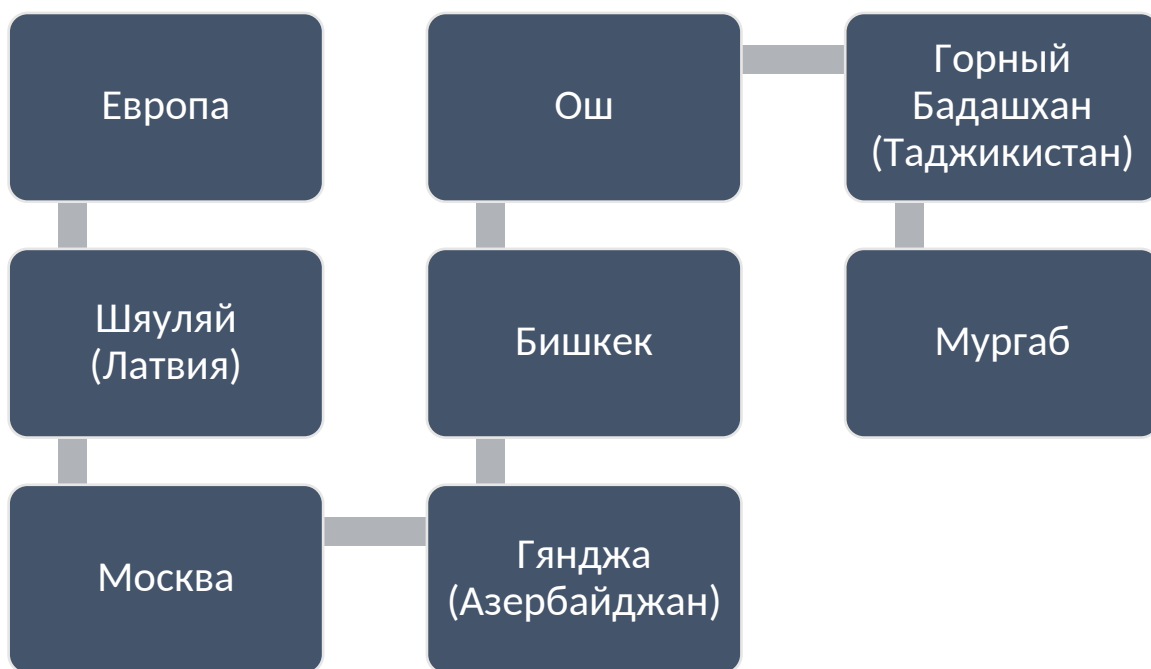 Европа
Шяуляй
(Латвия)
Москва
Гянджа
(Азербайджан)
Бишкек
Ош
Горный
Бадашхан
(Таджикистан)
Мургаб